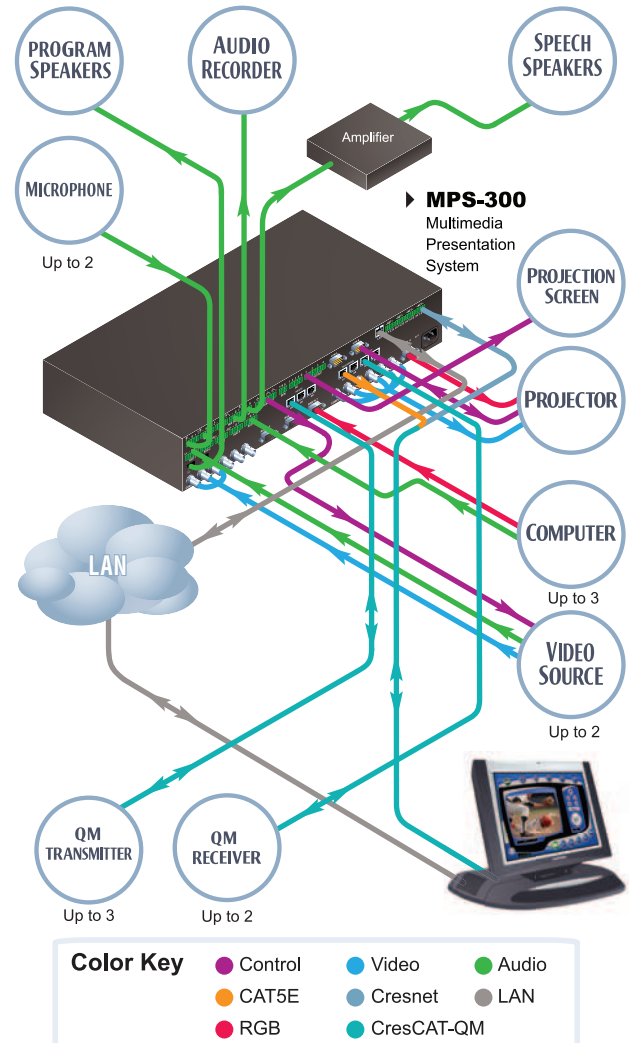 PROGRAM
SPEAKERS
AUDIO
RECORDER
SPEECH
SPEAKERS
Amplifier
MICROPHONE
Up to 2
MPS-300
Multimedia
Presentation
System
PROJECTION
SCREEN
PROJECTOR
COMPUTER
Up to 3
LAN
VIDEO
SOURCE
Up to 2
QM
TRANSMITTER
Up to 3
QM
RECEIVER
Up to 2
Color Key
Control
Video
Audio
CAT5E
Cresnet
LAN
RGB
CresCAT-QM